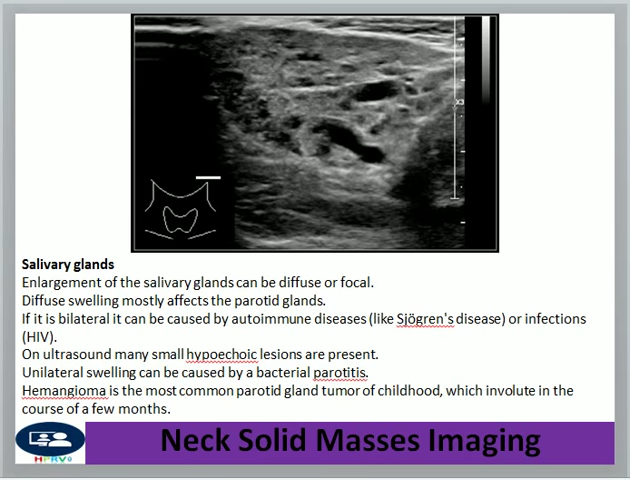 X3
Salivary glands
Enlargement of the salivary glands can be diffuse or focal.
Diffuse swelling mostly affects the parotid glands.
If it is bilateral it can be caused by autoimmune diseases (like Sjögren's disease) or infections
(HIV).
On ultrasound many small hypoechoic lesions are present.
Unilateral swelling can be caused by a bacterial parotitis.
Hemangioma is the most common parotid gland tumor of childhood, which involute in the
course of a few months.
Neck Solid Masses Imaging